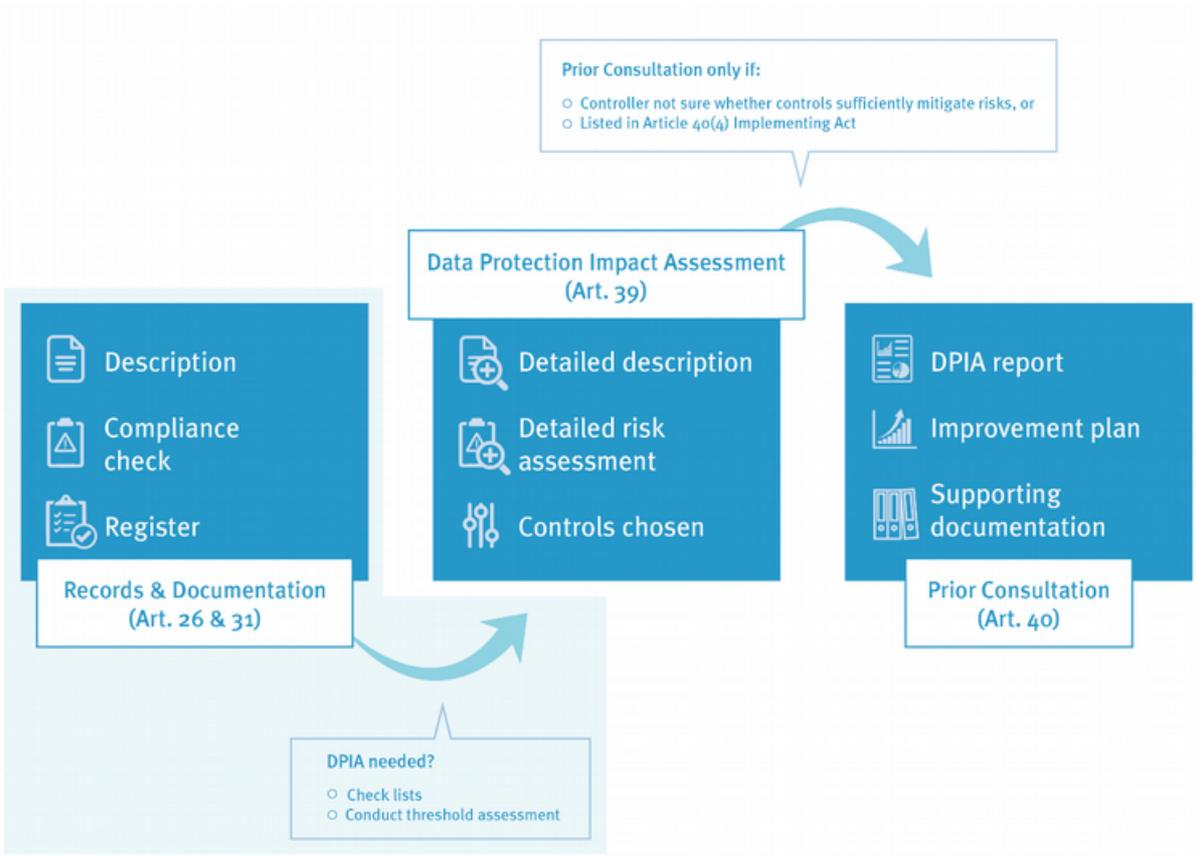 Prior Consultation only if:
Controller not sure whether controls sufficiently mitigate risks, or
Listed in Article 40(4) Implementing Act
Data Protection Impact Assessment
(Art. 39)
Description
Compliance
check
Register
Records & Documentation
(Art. 26 & 31)
Detailed description
Detailed risk
assessment
Controls chosen
DPIA report
Improvement plan
Supporting
documentation
Prior Consultation
(Art. 40)
DPIA needed?
Check lists
Conduct threshold assessment